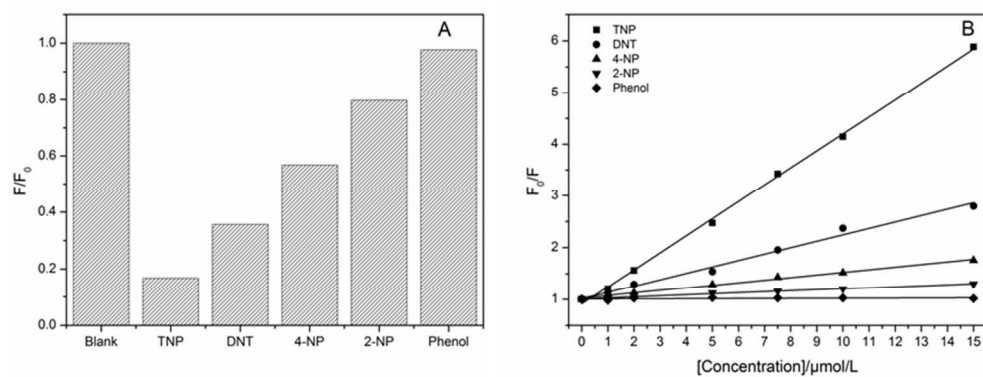 A
F/F0
1.0
0.8
0.6
0.4
0.2
0.0
Blank TNP DNT 4-NP 2-NP Phenol
B
TNP
DNT
4-NP
2-NP
Phenol
F0/F
6
5
4
3
2
1
0 1 2 3 4 5 6 7 8 9 10 11 12 13 14 15
[Concentration]/μmol/L